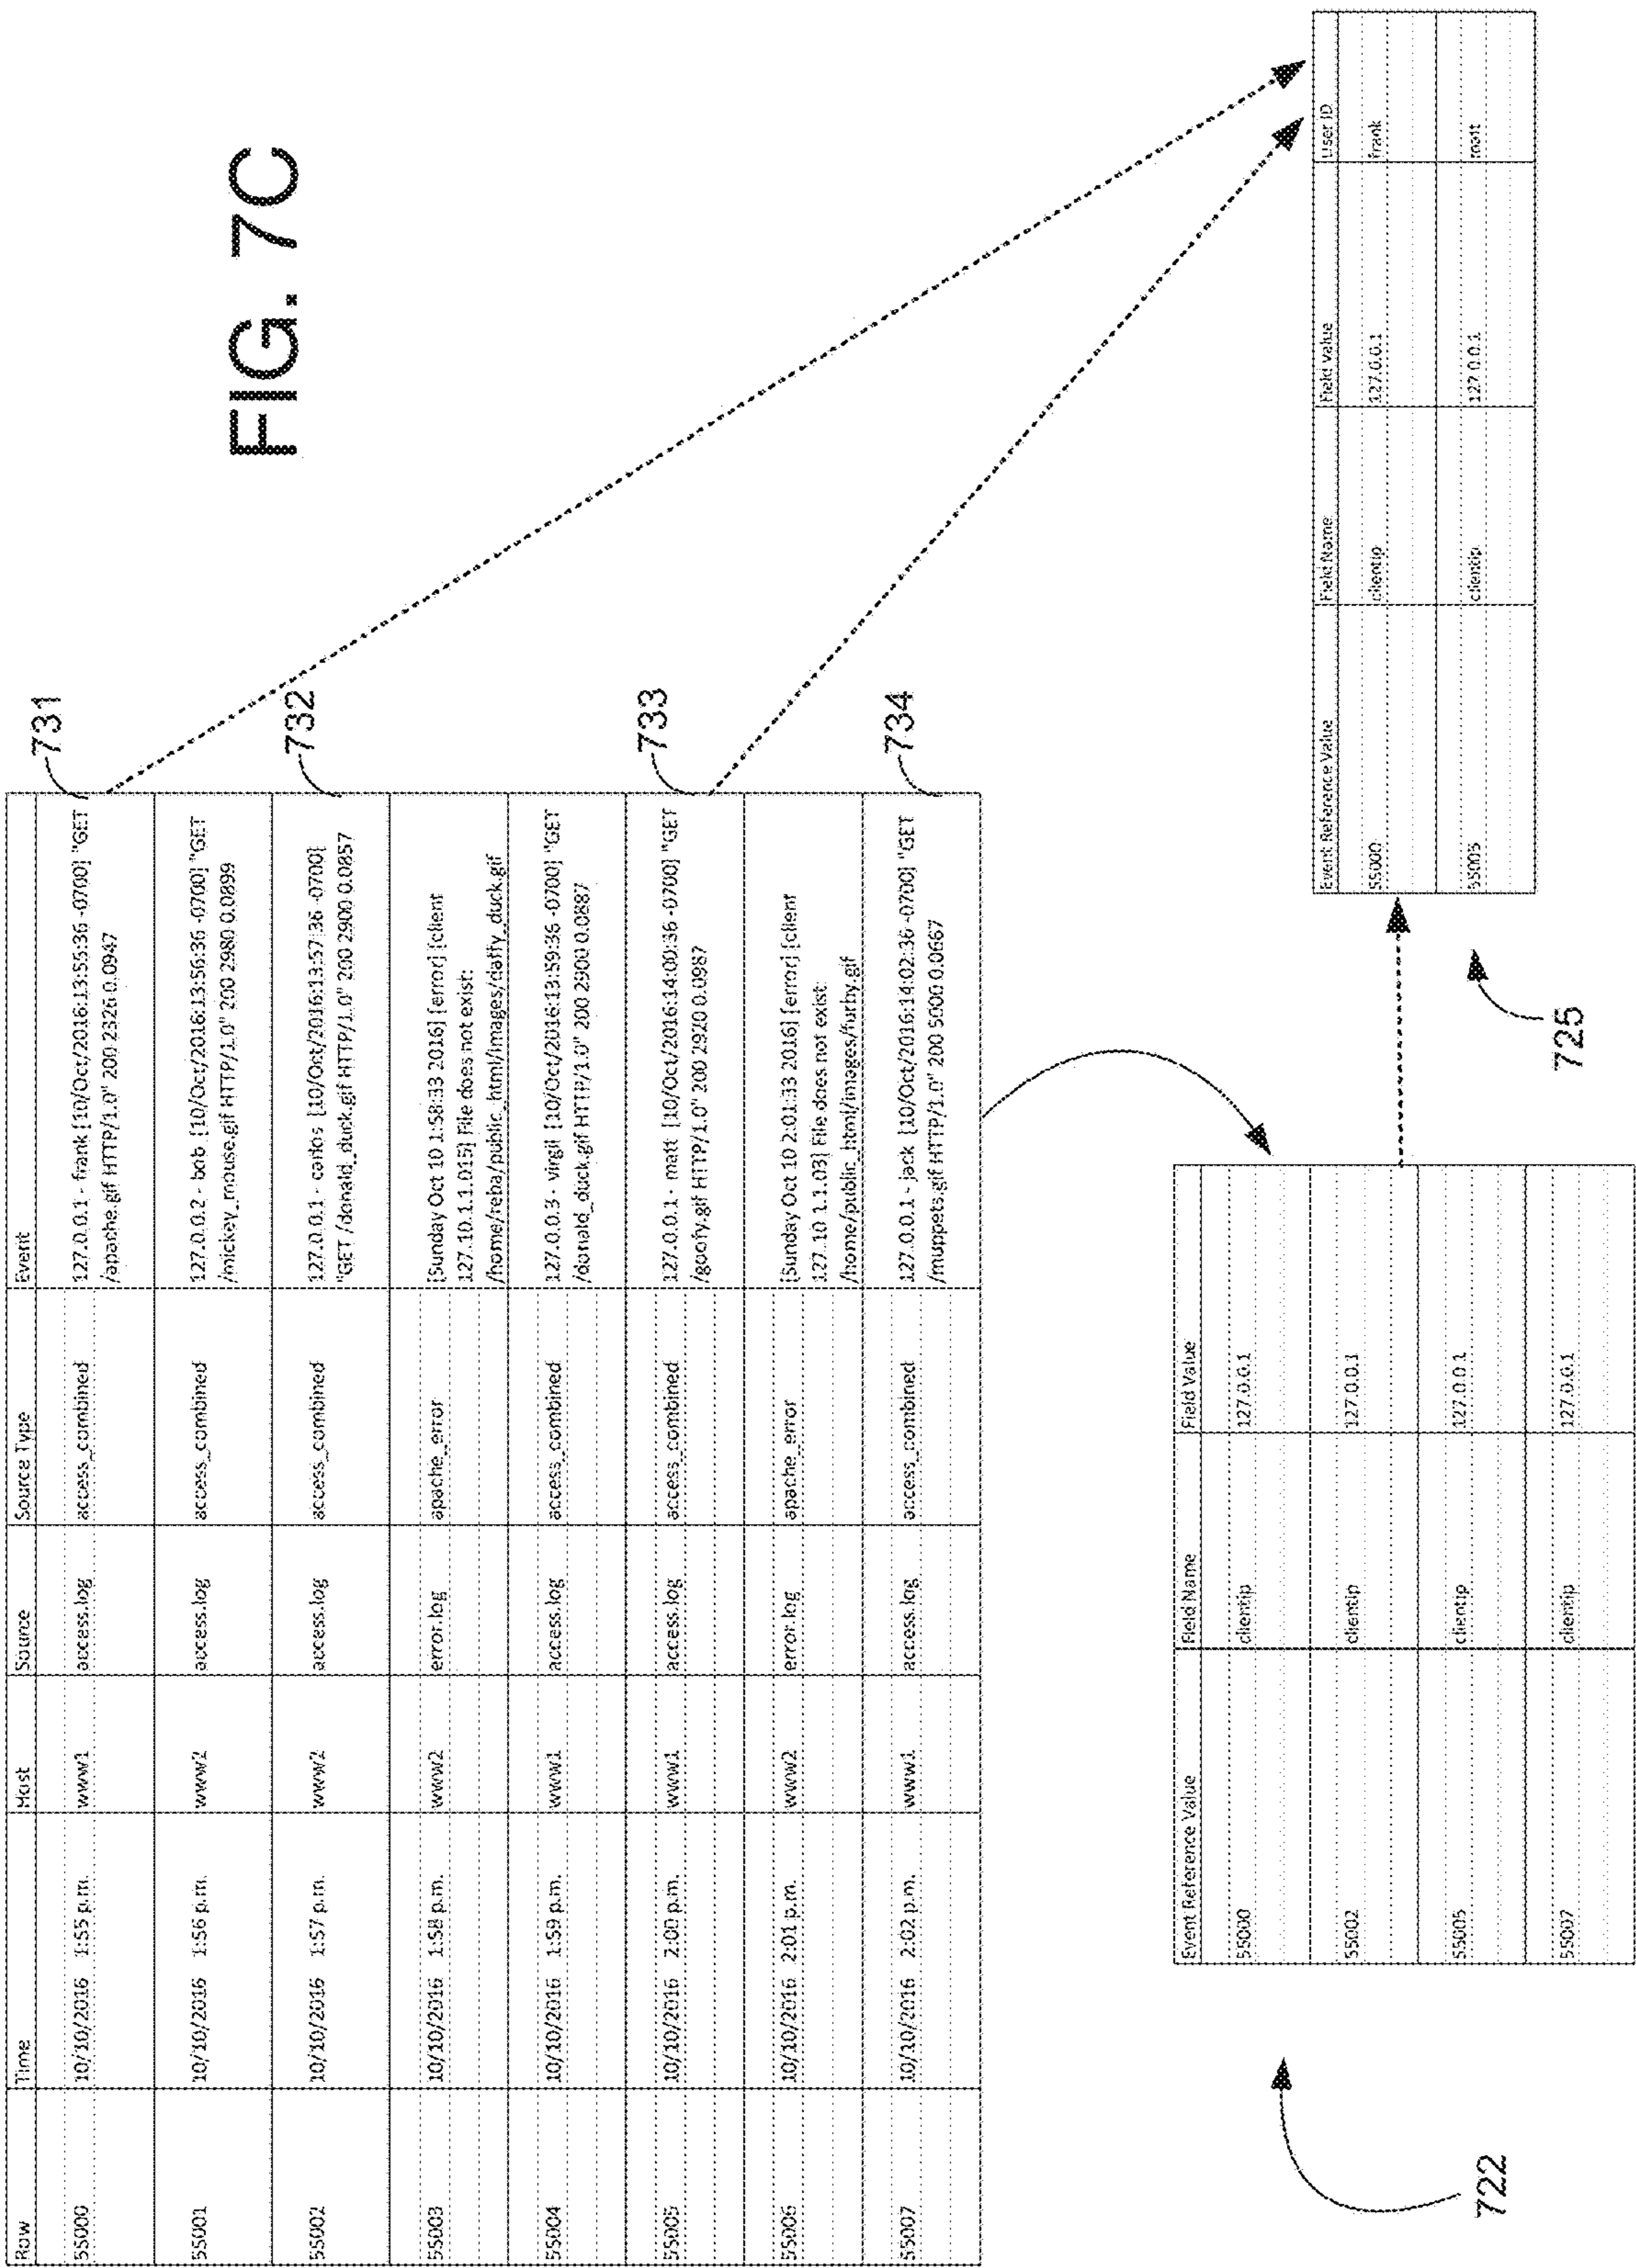 FIG. 7C
Row Time Host Source Source Type Event
55000 10/10/2016 1:55 p.m. www1 access.log access_combined 127.0.0.1 - frank [10/Oct/2016:13:55:36 -0700] "GET
/apache.gif HTTP/1.0" 200 2326 0.0947
731
55001 10/10/2016 1:56 p.m. www2 access.log access_combined 127.0.0.2 - bob [10/Oct/2016:13:56:36 -0700] "GET
/mickey_mouse.gif HTTP/1.0" 200 2980 0.0899
55002 10/10/2016 1:57 p.m. www2 access.log access_combined 127.0.0.1 - carlos [10/Oct/2016:13:57:36 -0700]
"GET /donald_duck.gif HTTP/1.0" 200 2900 0.0857
732
55003 10/10/2016 1:58 p.m. www2 error.log apache_error [Sunday Oct 10 1:58:33 2016] [error] [client
127.10.1.1.015] File does not exist:
/home/reba/public_html/images/daffy_duck.gif
55004 10/10/2016 1:59 p.m. www1 access.log access_combined 127.0.0.3 - virgil [10/Oct/2016:13:59:36 -0700] "GET
/donald_duck.gif HTTP/1.0" 200 2900 0.0887
55005 10/10/2016 2:00 p.m. www1 access.log access_combined 127.0.0.1 - matt [10/Oct/2016:14:00:36 -0700] "GET
/goofy.gif HTTP/1.0" 200 2920 0.0987
733
55006 10/10/2016 2:01 p.m. www2 error.log apache_error [Sunday Oct 10 2:01:33 2016] [error] [client
127.10.1.1.03] File does not exist:
/home/public_html/images/furby.gif
55007 10/10/2016 2:02 p.m. www1 access.log access_combined 127.0.0.1 - jack [10/Oct/2016:14:02:36 -0700] "GET
/muppets.gif HTTP/1.0" 200 5000 0.0667
734
722
Event Reference Value Field Name Field Value
55000 clientip 127.0.0.1
55002 clientip 127.0.0.1
55005 clientip 127.0.0.1
55007 clientip 127.0.0.1
725
Event Reference Value Field Name Field Value User ID
55000 clientip 127.0.0.1 frank
55005 clientip 127.0.0.1 matt